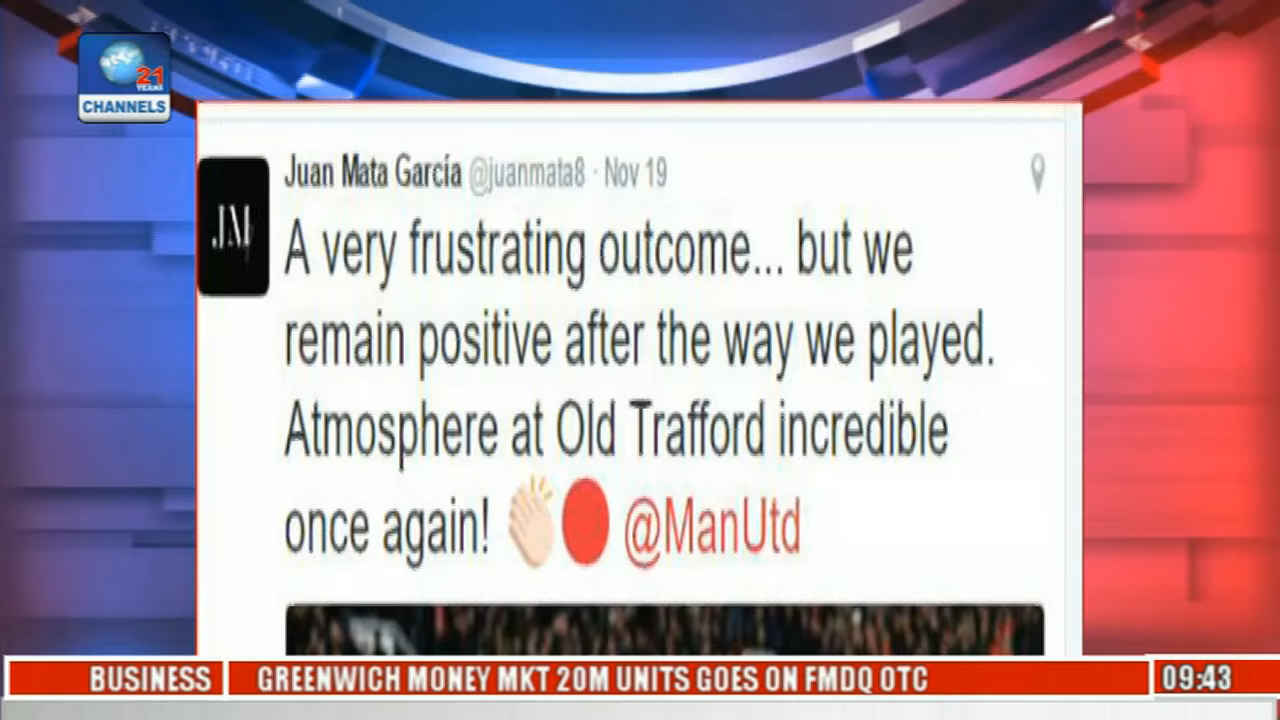 21
YEARS
CHANNELS
Juan Mata García @juanmata8 · Nov 19
JM
A very frustrating outcome... but we
remain positive after the way we played.
Atmosphere at Old Trafford incredible
once again! 👏🏻🔴 @ManUtd
BUSINESS
GREENWICH MONEY MKT 20M UNITS GOES ON FMDQ OTC
09:43